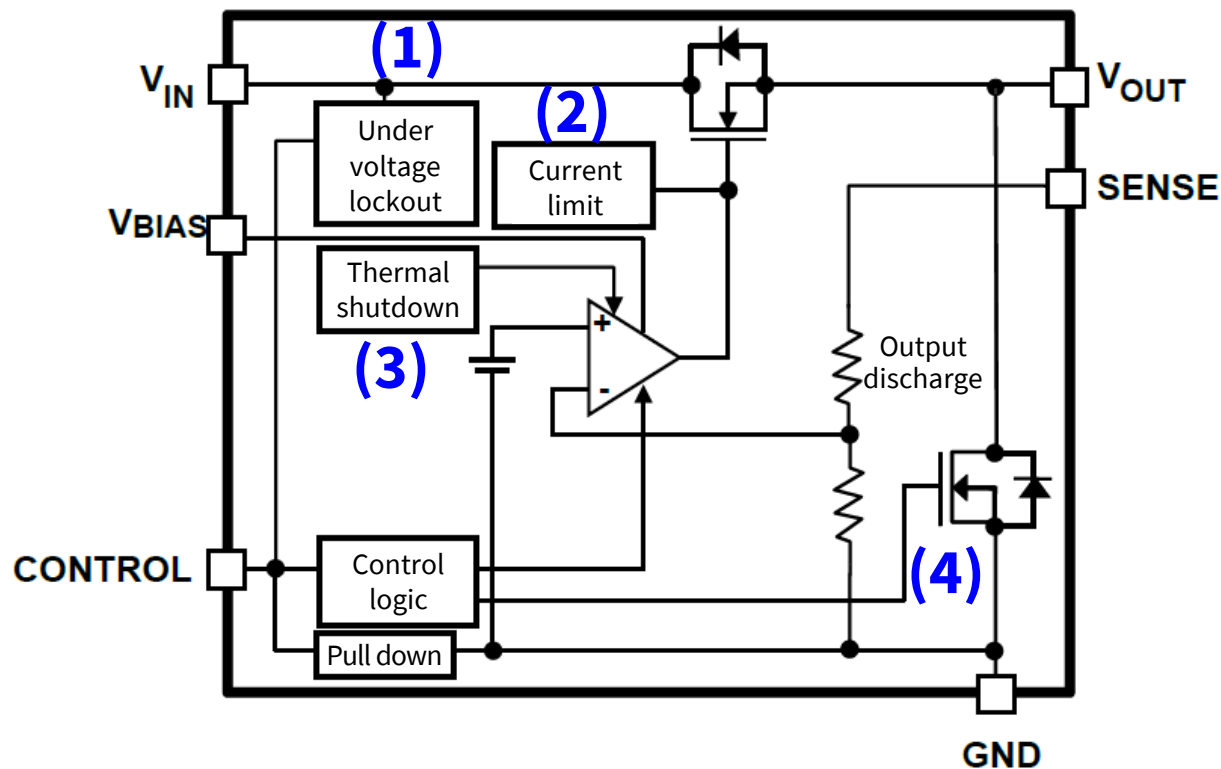 (1)
VIN
VOUT
(2)
Under
voltage
lockout
Current
limit
SENSE
VBIAS
Thermal
shutdown
+
(3)
Output
discharge
-
CONTROL
Control
logic
(4)
Pull down
GND